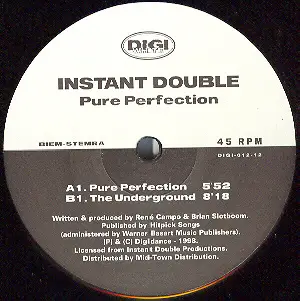 DIGI
WHITE
INSTANT DOUBLE
Pure Perfection
BIEM-STEMRA
45 RPM
DIGI-012-12
A1. Pure Perfection 5'52
B1. The Underground 8'18
Written & produced by René Campo & Brian Slotboom.
Published by Hitpick Songs
(administered by Warner Basart Music Publishers).
(P) & (C) Digidance - 1998.
Licensed from Instant Double Productions.
Distributed by Mid-Town Distribution.